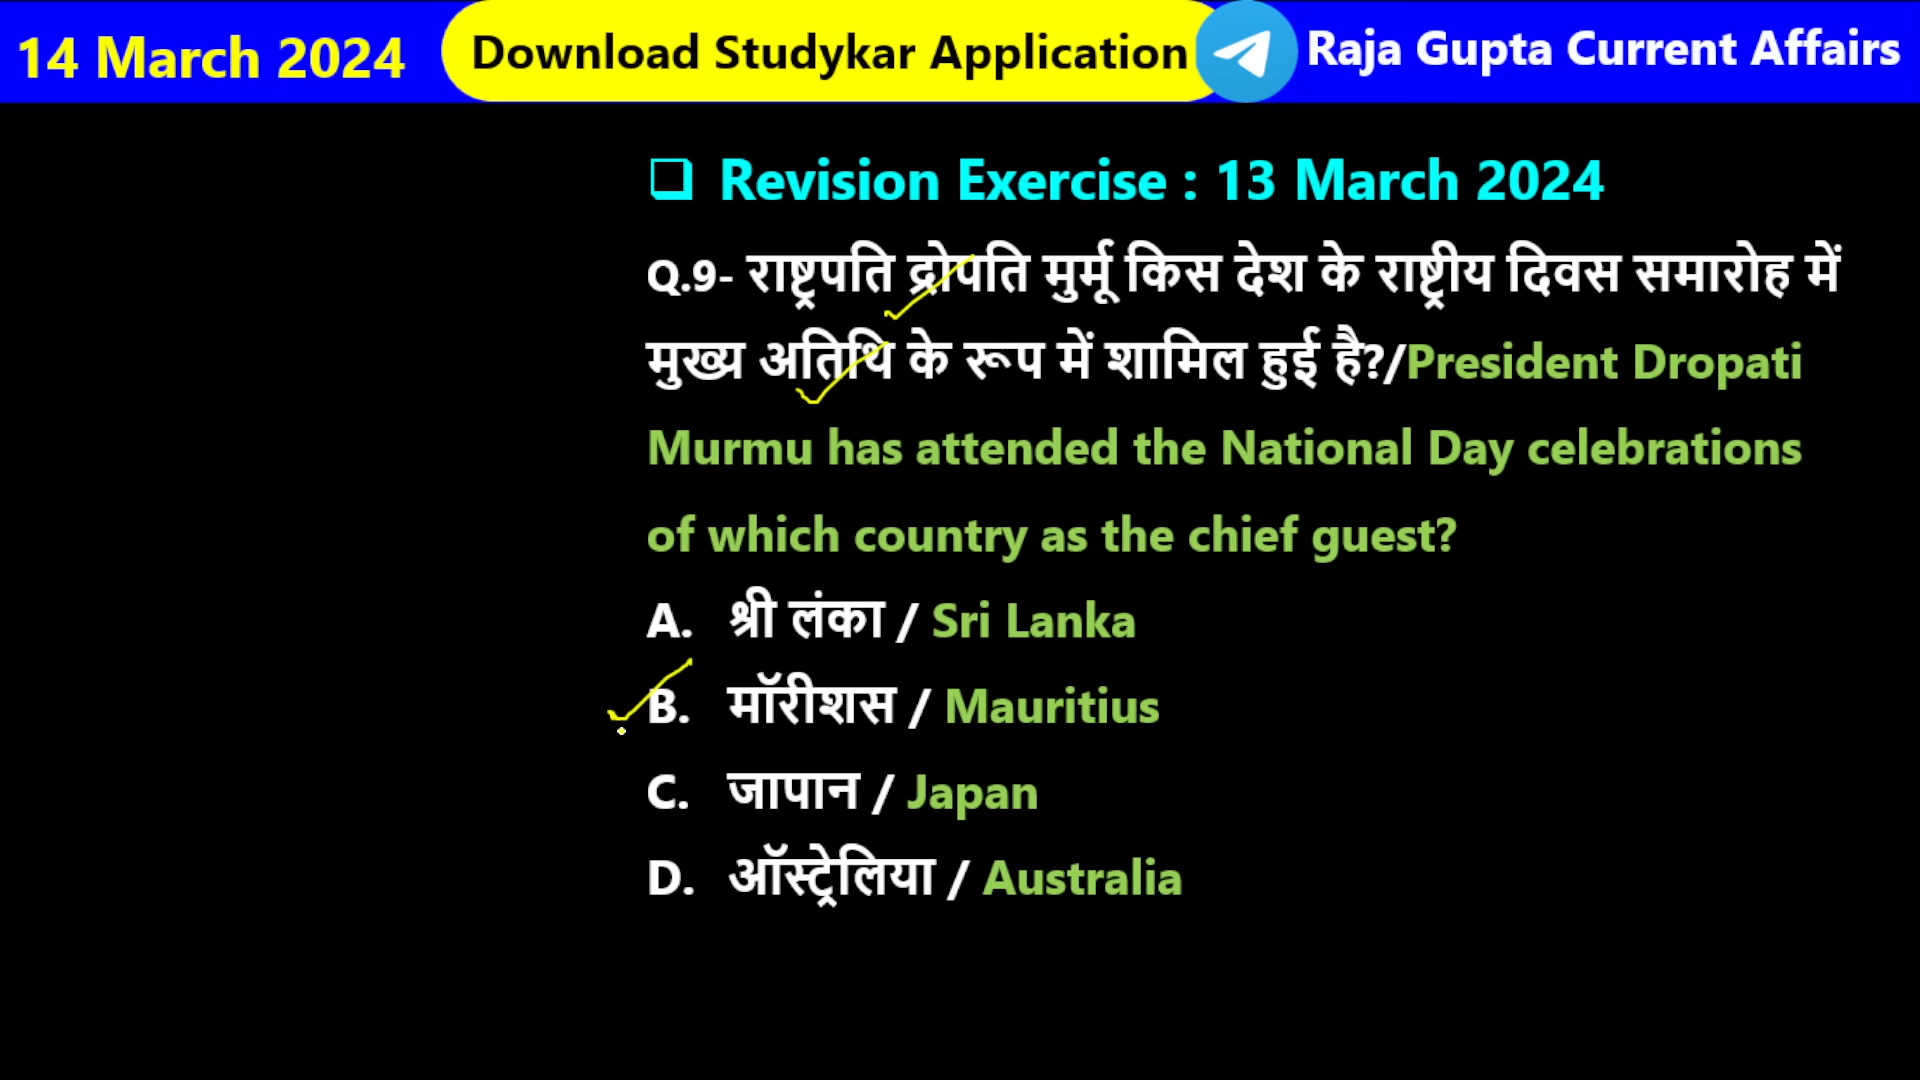 14 March 2024
Download Studykar Application
Raja Gupta Current Affairs
Revision Exercise : 13 March 2024
Q.9- राष्ट्रपति द्रोपति मुर्मू किस देश के राष्ट्रीय दिवस समारोह में
मुख्य अतिथि के रूप में शामिल हुई है?/President Dropati
Murmu has attended the National Day celebrations
of which country as the chief guest?
A. श्री लंका / Sri Lanka
B. मॉरीशस / Mauritius
C. जापान / Japan
D. ऑस्ट्रेलिया / Australia